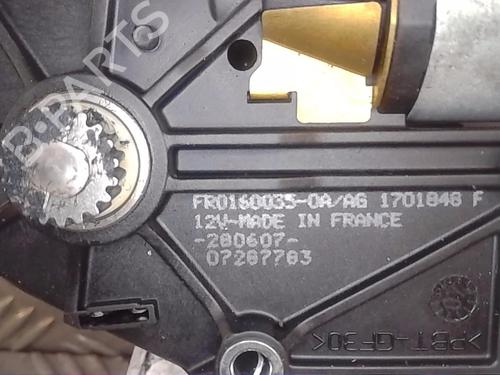 B-PARTS
FR0160035-0A/AG 1701848 F
12V-MADE IN FRANCE
-280607-
07287783
>PBT-GF30<